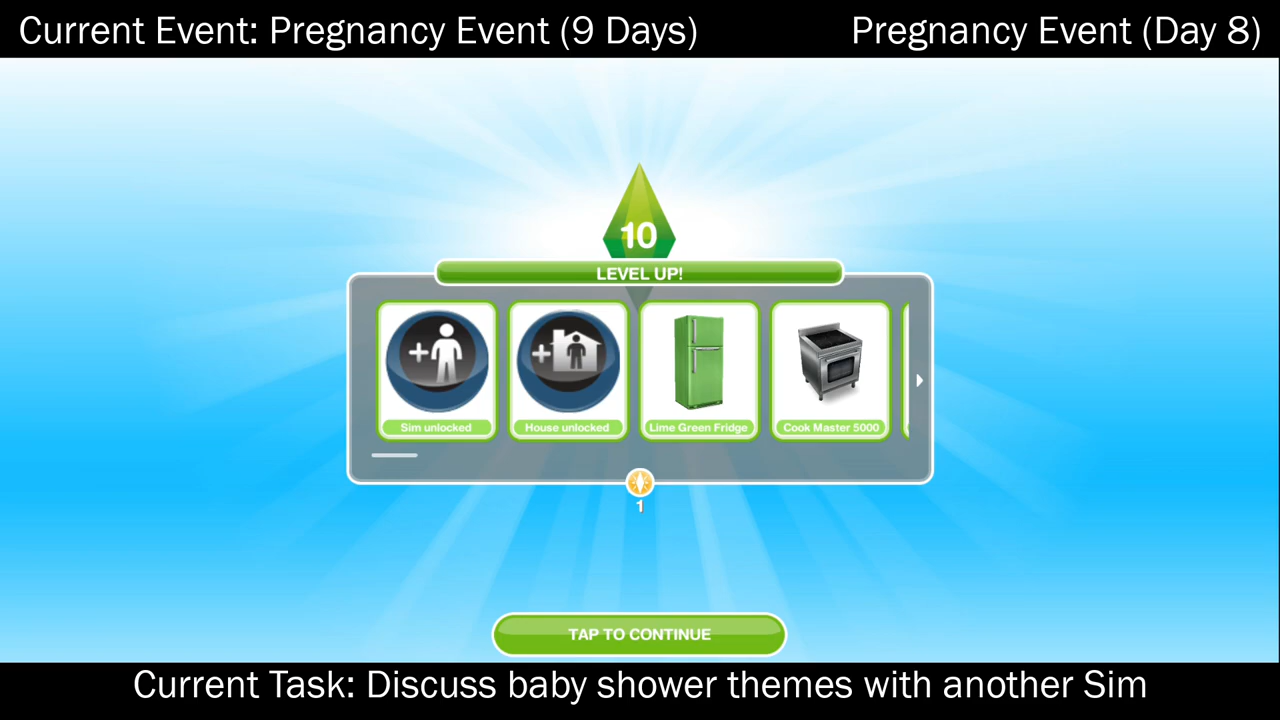 Current Event: Pregnancy Event (9 Days)
Pregnancy Event (Day 8)
10
LEVEL UP!
Sim unlocked
House unlocked
Lime Green Fridge
Cook Master 5000
1
TAP TO CONTINUE
Current Task: Discuss baby shower themes with another Sim